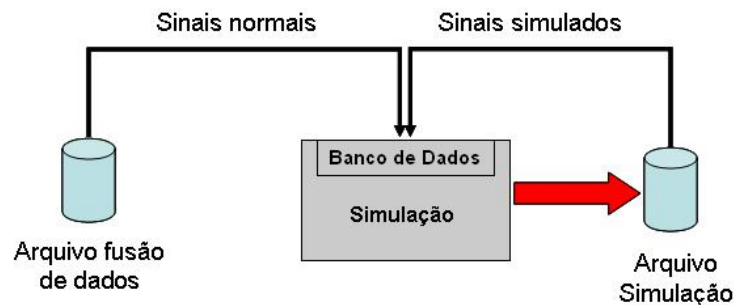 Sinais normais
Sinais simulados
Banco de Dados
Simulação
Arquivo fusão
de dados
Arquivo
Simulação